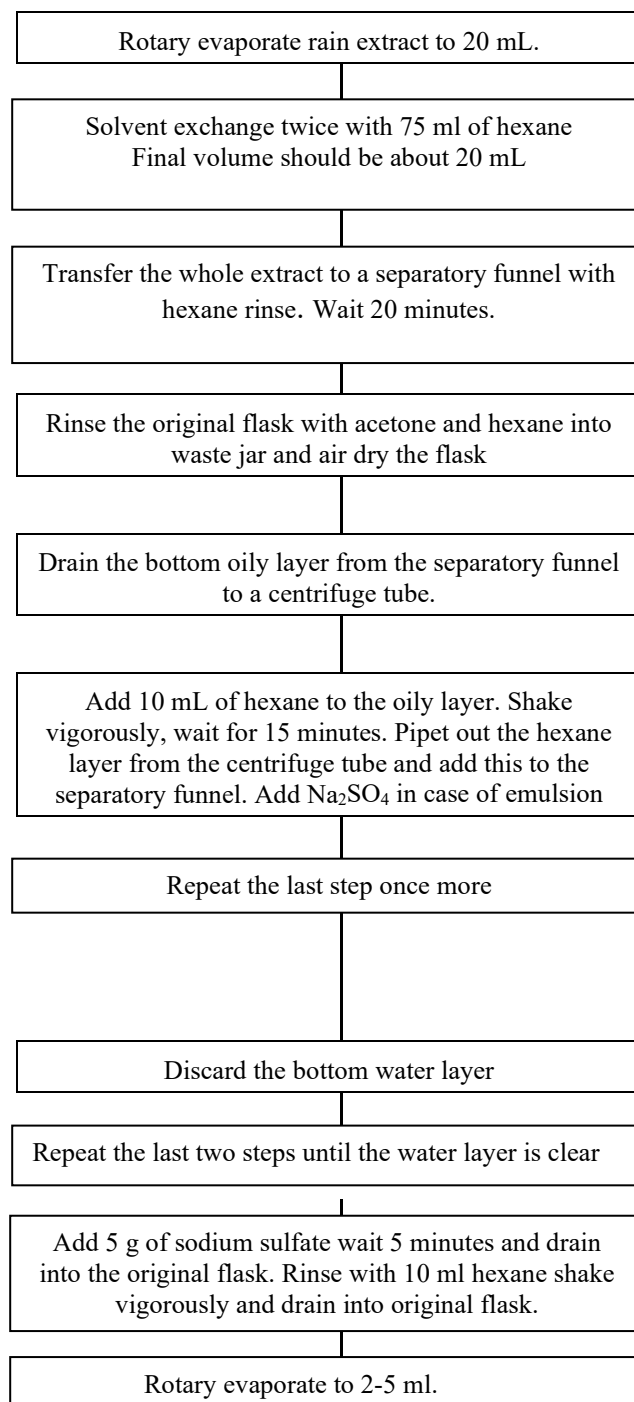 Rotary evaporate rain extract to 20 mL.
Solvent exchange twice with 75 ml of hexane
Final volume should be about 20 mL
Transfer the whole extract to a separatory funnel with
hexane rinse. Wait 20 minutes.
Rinse the original flask with acetone and hexane into
waste jar and air dry the flask
Drain the bottom oily layer from the separatory funnel
to a centrifuge tube.
Add 10 mL of hexane to the oily layer. Shake
vigorously, wait for 15 minutes. Pipet out the hexane
layer from the centrifuge tube and add this to the
separatory funnel. Add Na₂SO₄ in case of emulsion
Repeat the last step once more
Discard the bottom water layer
Repeat the last two steps until the water layer is clear
Add 5 g of sodium sulfate wait 5 minutes and drain
into the original flask. Rinse with 10 ml hexane shake
vigorously and drain into original flask.
Rotary evaporate to 2-5 ml.